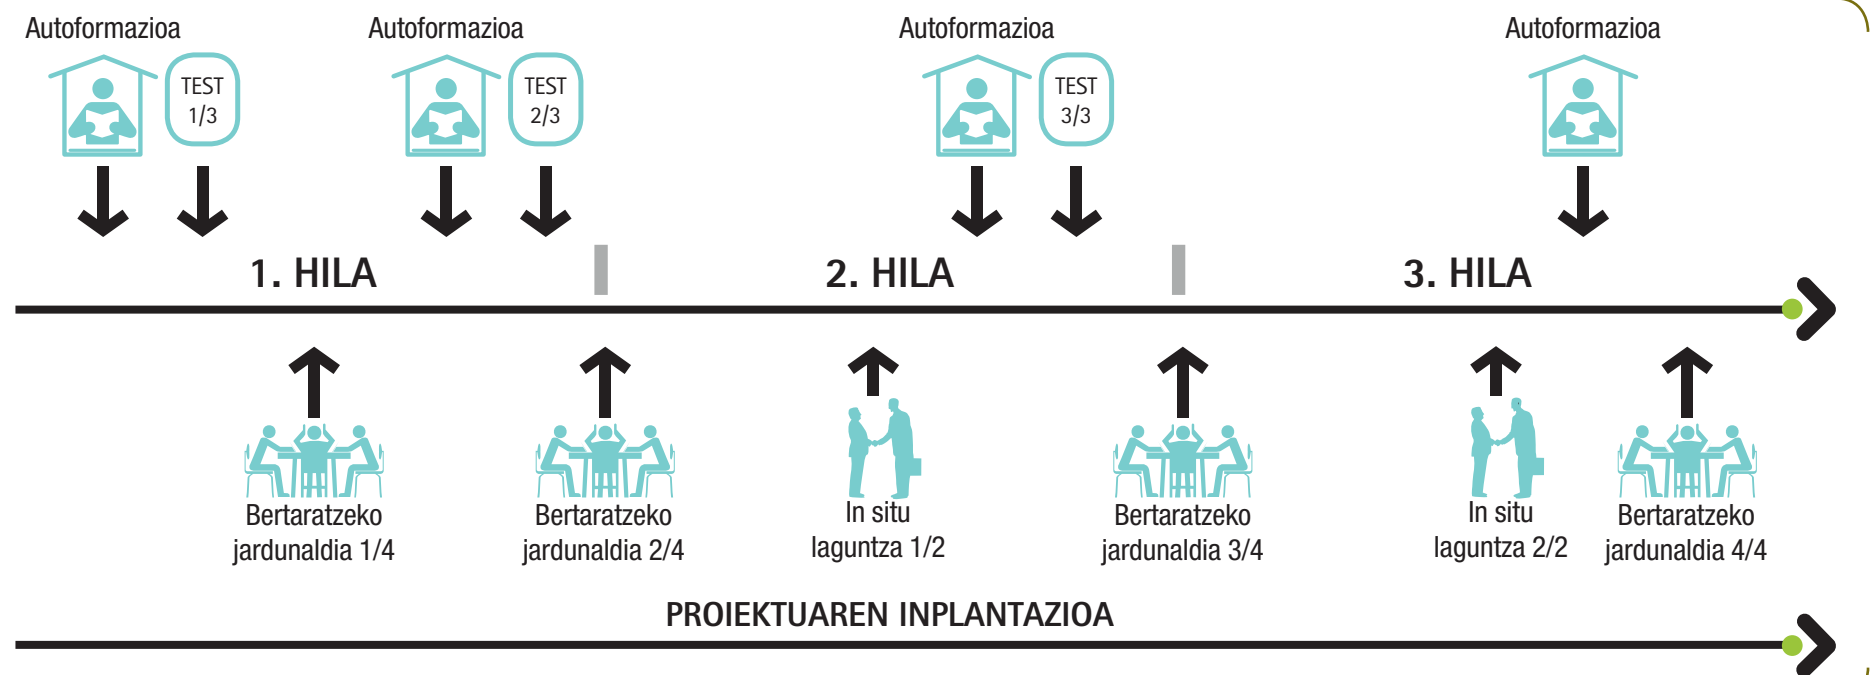 Autoformazioa
TEST
1/3
Autoformazioa
TEST
2/3
Autoformazioa
TEST
3/3
Autoformazioa
1. HILA
2. HILA
3. HILA
Bertaratzeko
jardunaldia 1/4
Bertaratzeko
jardunaldia 2/4
In situ
laguntza 1/2
Bertaratzeko
jardunaldia 3/4
In situ
laguntza 2/2
Bertaratzeko
jardunaldia 4/4
PROIEKTUAREN INPLANTAZIOA